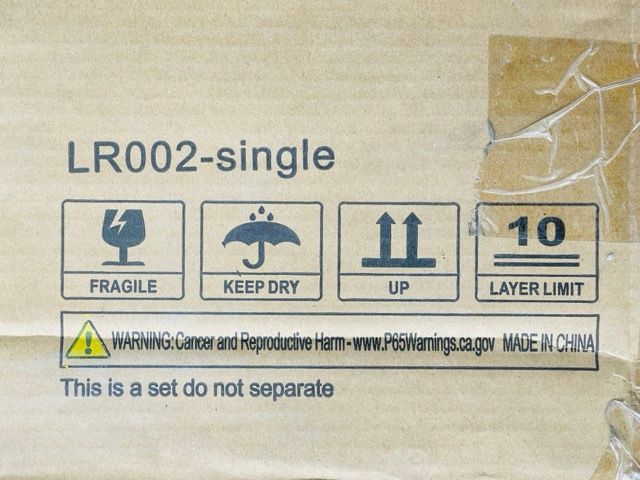 LR002-single
10
FRAGILE KEEP DRY UP LAYER LIMIT
WARNING: Cancer and Reproductive Harm - www.P65Warnings.ca.gov MADE IN CHINA
This is a set do not separate